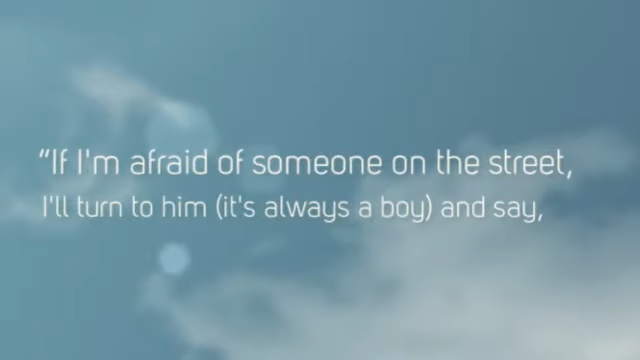 “If I'm afraid of someone on the street,
I'll turn to him (it's always a boy) and say,